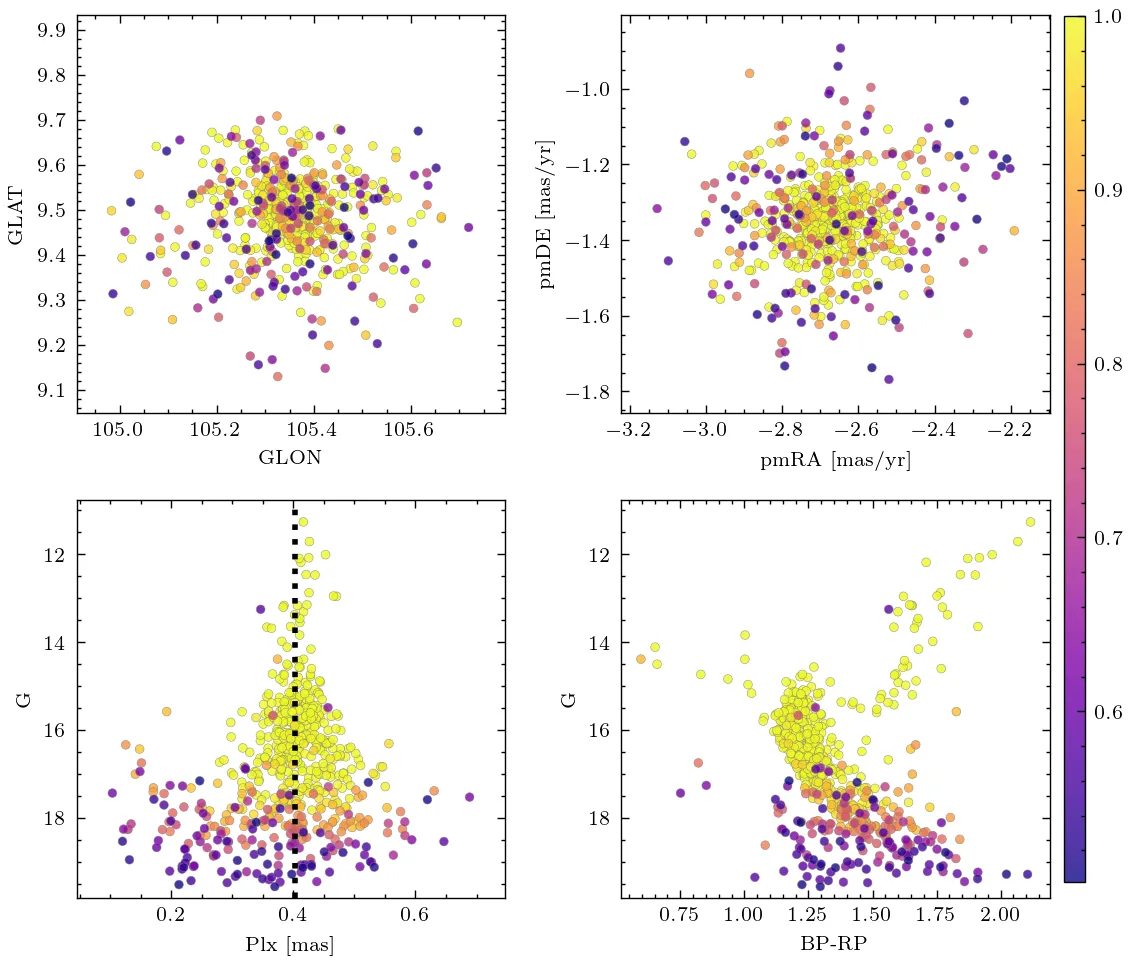 9.9
9.8
9.7
9.6
9.5
9.4
9.3
9.2
9.1
GLAT
105.0 105.2 105.4 105.6
GLON
−1.0
−1.2
−1.4
−1.6
−1.8
pmDE [mas/yr]
−3.2 −3.0 −2.8 −2.6 −2.4 −2.2
pmRA [mas/yr]
1.0
0.9
0.8
0.7
0.6
12
14
16
18
G
0.2 0.4 0.6
Plx [mas]
12
14
16
18
G
0.75 1.00 1.25 1.50 1.75 2.00
BP-RP